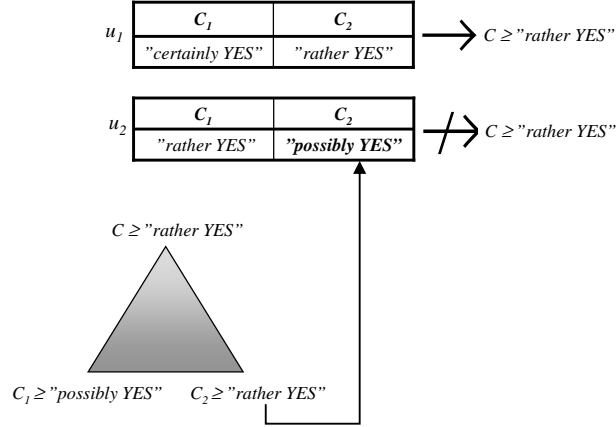 C₁ C₂
u₁ "certainly YES" "rather YES" C ≥ "rather YES"
C₁ C₂
u₂ "rather YES" "possibly YES" C ≥ "rather YES"
C ≥ "rather YES"
C₁ ≥ "possibly YES" C₂ ≥ "rather YES"